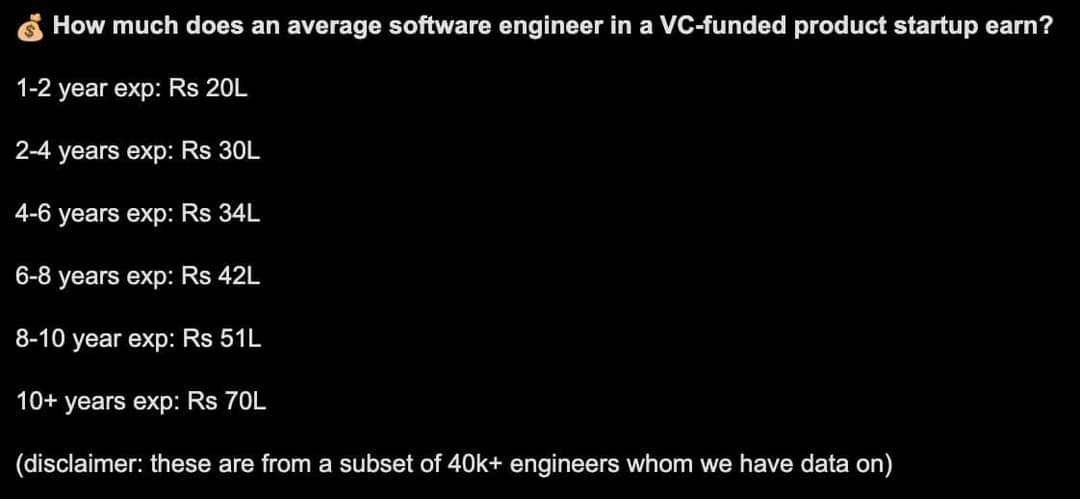 💰 How much does an average software engineer in a VC-funded product startup earn?
1-2 year exp: Rs 20L
2-4 years exp: Rs 30L
4-6 years exp: Rs 34L
6-8 years exp: Rs 42L
8-10 year exp: Rs 51L
10+ years exp: Rs 70L
(disclaimer: these are from a subset of 40k+ engineers whom we have data on)